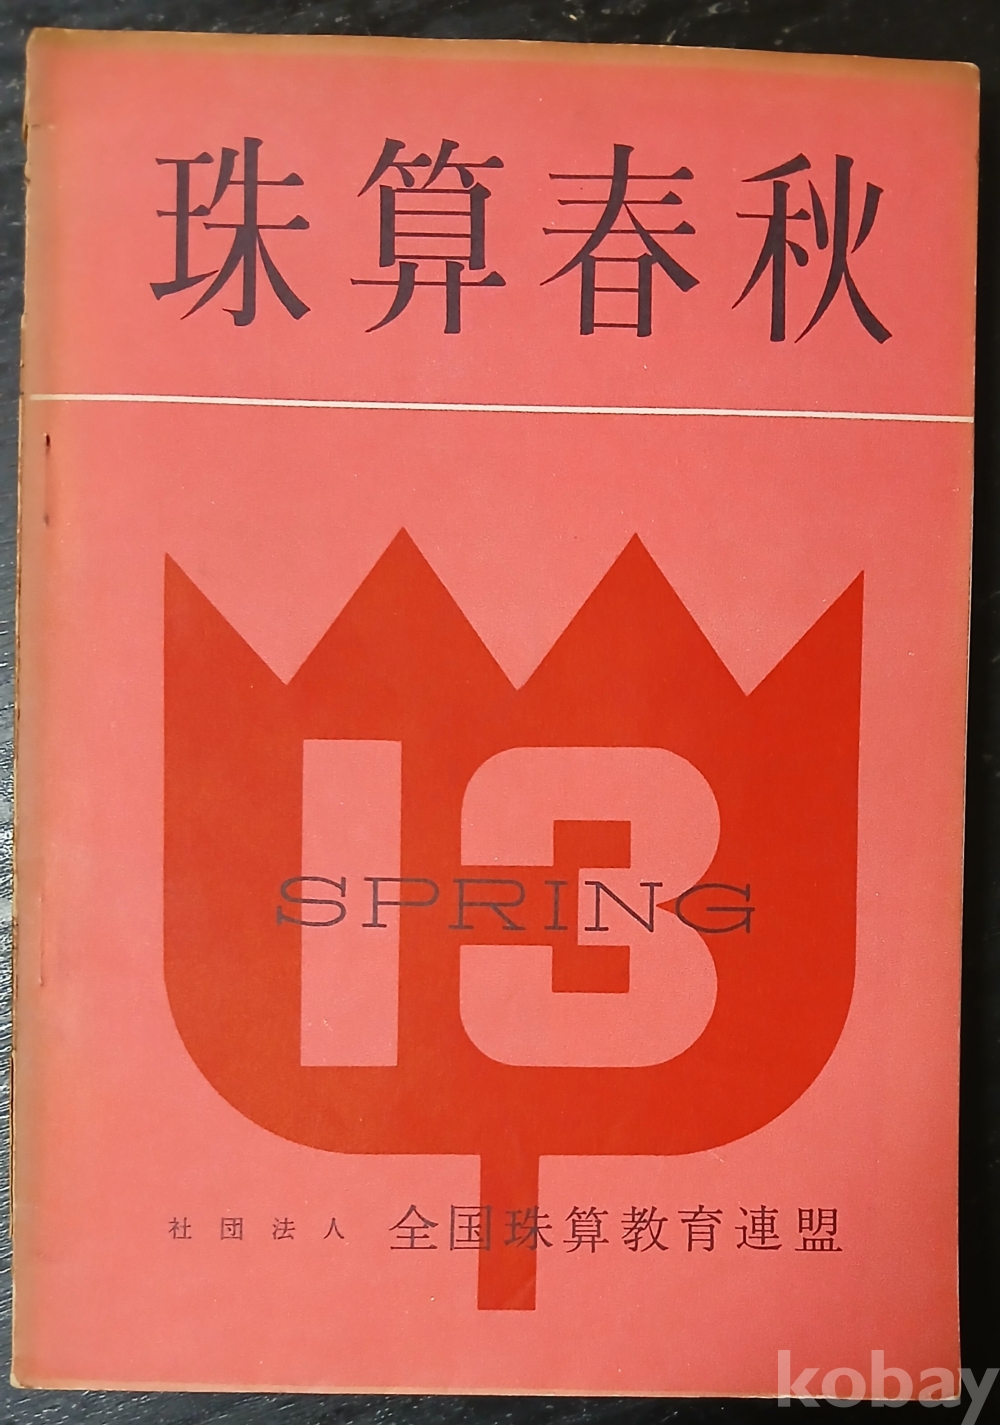 珠算春秋
13
SPRING
社団法人 全国珠算教育連盟
kobay